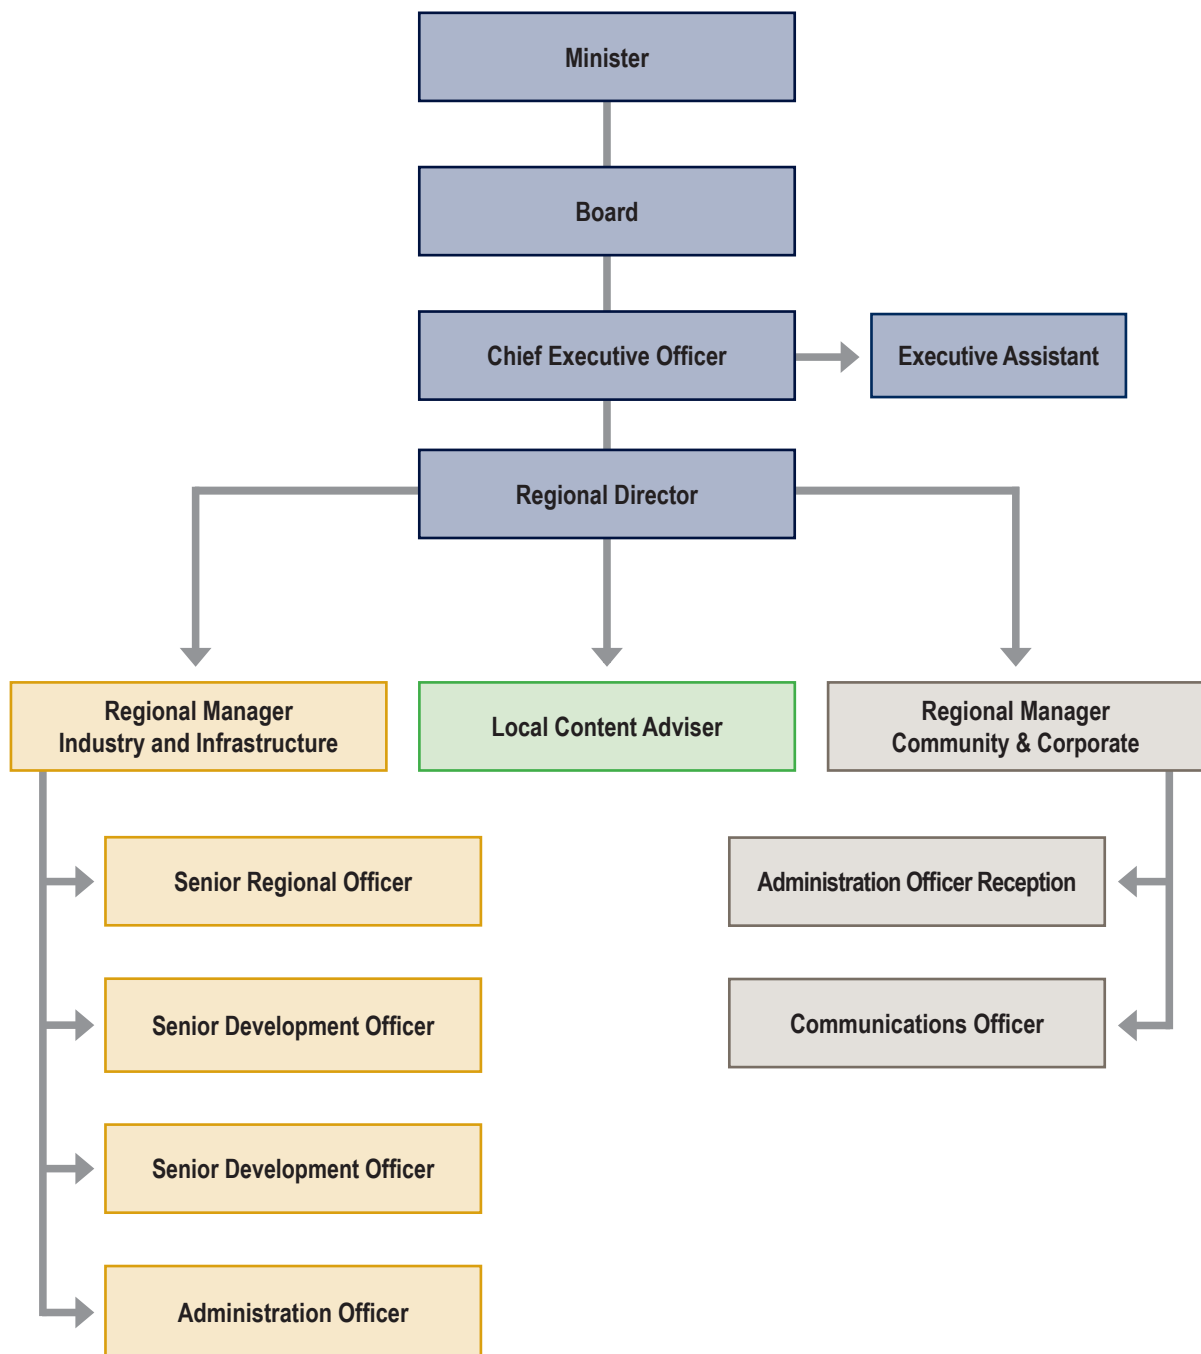 Minister
Board
Chief Executive Officer
Executive Assistant
Regional Director
Regional Manager
Industry and Infrastructure
Local Content Adviser
Regional Manager
Community & Corporate
Senior Regional Officer
Administration Officer Reception
Senior Development Officer
Communications Officer
Senior Development Officer
Administration Officer